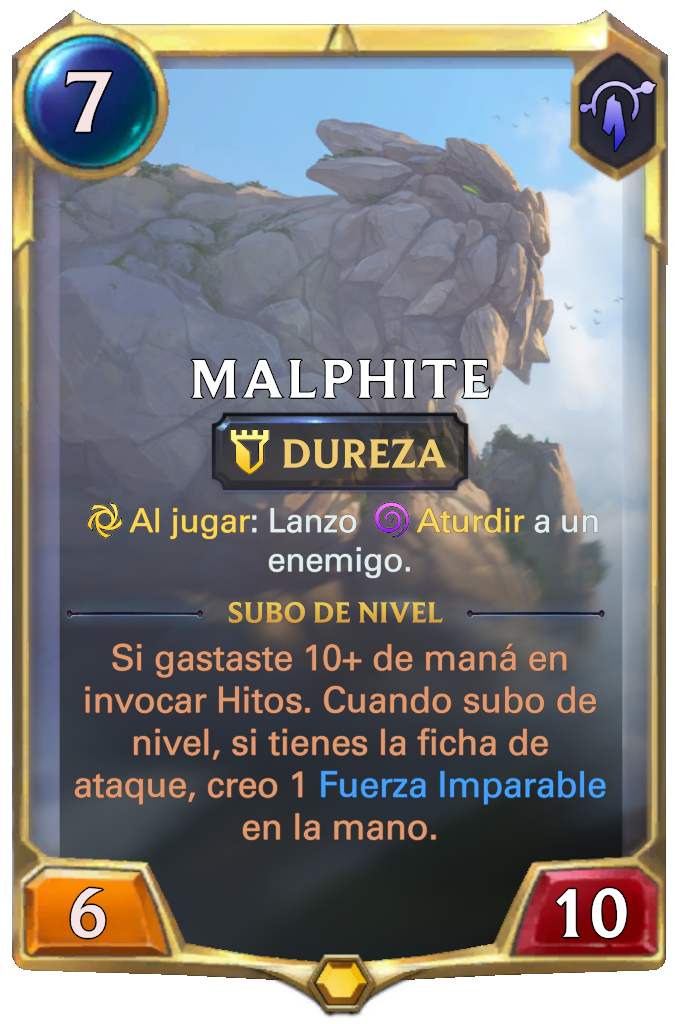 7
MALPHITE
DUREZA
Al jugar: Lanzo Aturdir a un
enemigo.
SUBO DE NIVEL
Si gastaste 10+ de maná en
invocar Hitos. Cuando subo de
nivel, si tienes la ficha de
ataque, creo 1 Fuerza Imparable
en la mano.
6
10